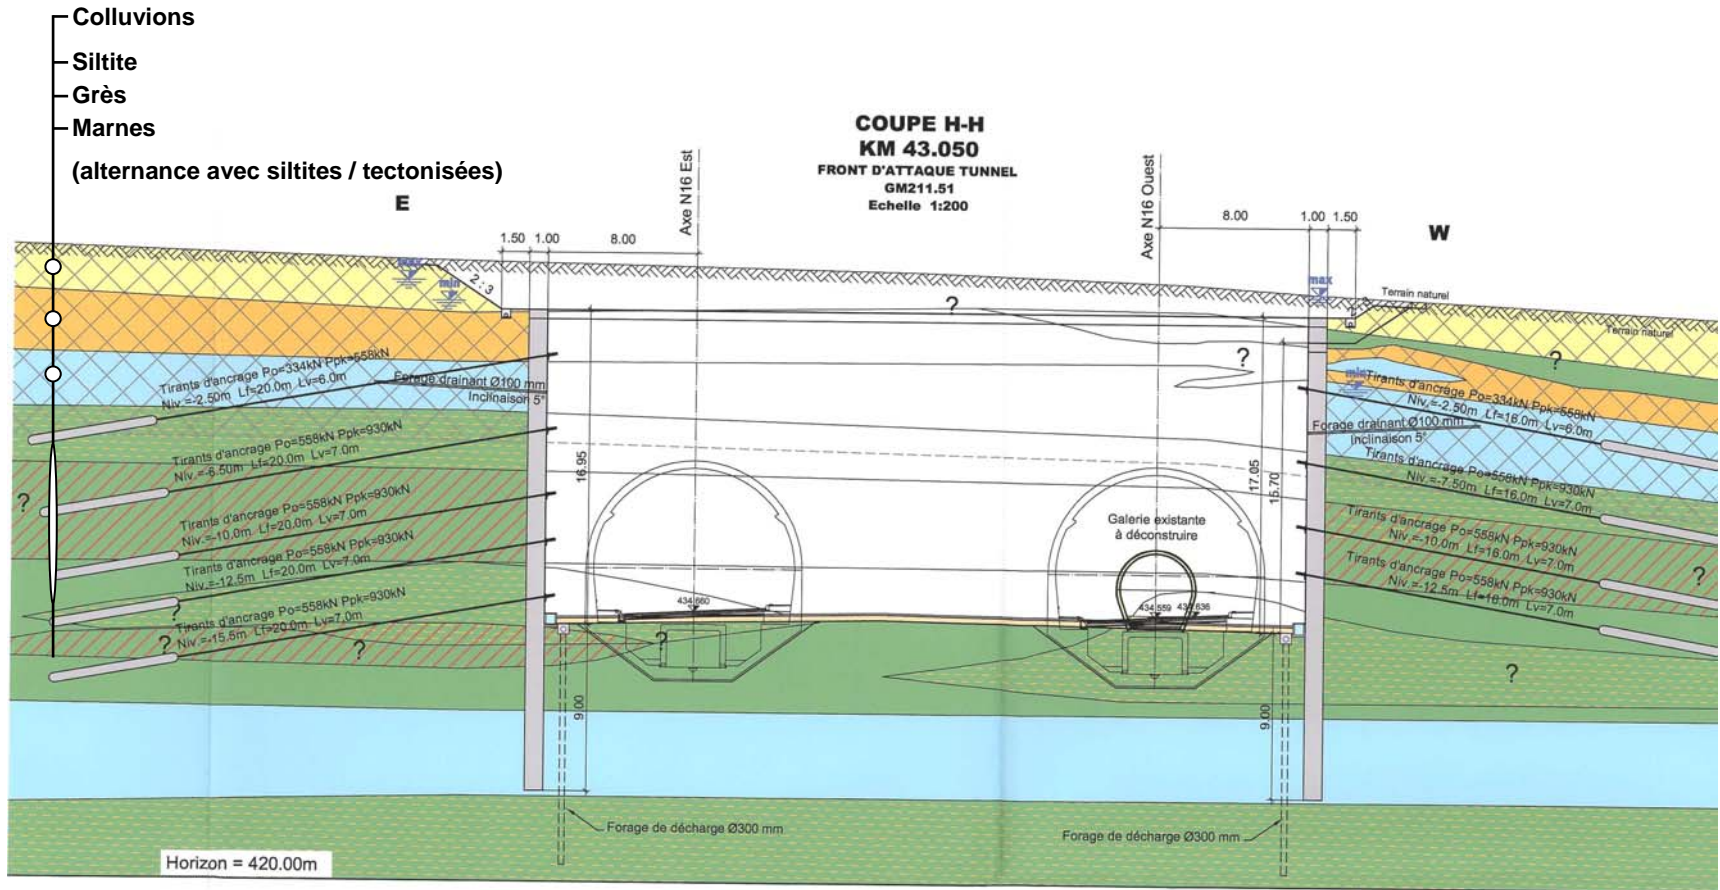 Colluvions
Siltite
Grès
Marnes
(alternance avec siltites / tectonisées)
COUPE H-H
KM 43.050
FRONT D'ATTAQUE TUNNEL
GM211.51
Echelle 1:200
E
W
Axe N16 Est
Axe N16 Ouest
1.50 1.00 8.00
8.00 1.00 1.50
max
min
2:3
max
Terrain naturel
Terrain naturel
?
?
?
min
Tirants d'ancrage Po=334kN Ppk=558kN
Niv.=-2.50m Lf=20.0m Lv=6.0m
Forage drainant Ø100 mm
Inclinaison 5°
Tirants d'ancrage Po=558kN Ppk=930kN
Niv.=-6.50m Lf=20.0m Lv=7.0m
Tirants d'ancrage Po=558kN Ppk=930kN
Niv.=-10.0m Lf=20.0m Lv=7.0m
Tirants d'ancrage Po=558kN Ppk=930kN
Niv.=-12.5m Lf=20.0m Lv=7.0m
Tirants d'ancrage Po=558kN Ppk=930kN
Niv.=-15.5m Lf=20.0m Lv=7.0m
Tirants d'ancrage Po=334kN Ppk=558kN
Niv.=-2.50m Lf=16.0m Lv=6.0m
Forage drainant Ø100 mm
Inclinaison 5°
Tirants d'ancrage Po=558kN Ppk=930kN
Niv.=-7.50m Lf=16.0m Lv=7.0m
Tirants d'ancrage Po=558kN Ppk=930kN
Niv.=-10.0m Lf=16.0m Lv=7.0m
Tirants d'ancrage Po=558kN Ppk=930kN
Niv.=-12.5m Lf=16.0m Lv=7.0m
16.95
17.05
15.70
Galerie existante
à déconstruire
434.660
434.559
434.636
?
?
?
?
?
?
?
9.00
9.00
Forage de décharge Ø300 mm
Forage de décharge Ø300 mm
Horizon = 420.00m